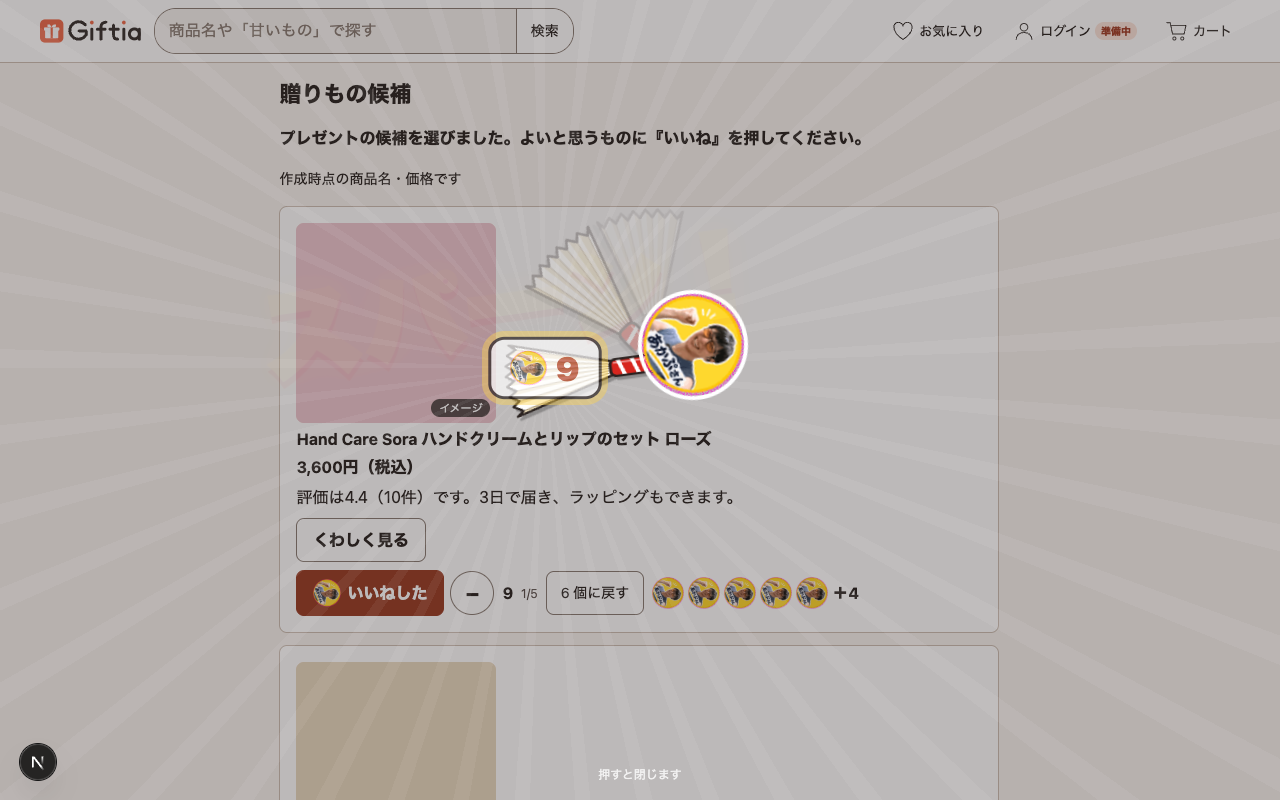 Giftia
商品名や「甘いもの」で探す
検索
お気に入り
ログイン
準備中
カート
贈りもの候補
プレゼントの候補を選びました。よいと思うものに『いいね』を押してください。
作成時点の商品名・価格です
9
あかぷさん
イメージ
Hand Care Sora ハンドクリームとリップのセット ローズ
3,600円（税込）
評価は4.4（10件）です。3日で届き、ラッピングもできます。
くわしく見る
いいねした
−
9
1/5
6 個に戻す
+4
N
押すと閉じます